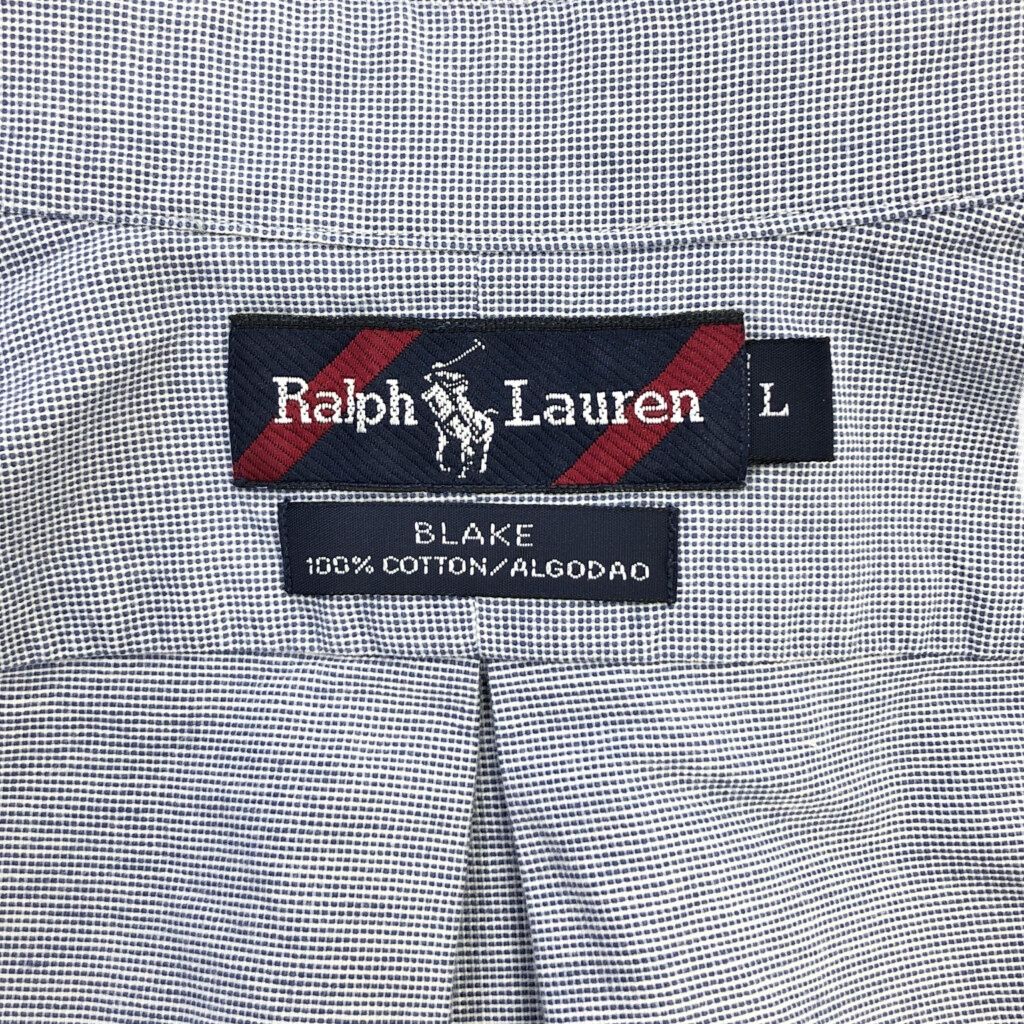 Ralph Lauren
L
BLAKE
100% COTTON/ALGODAO